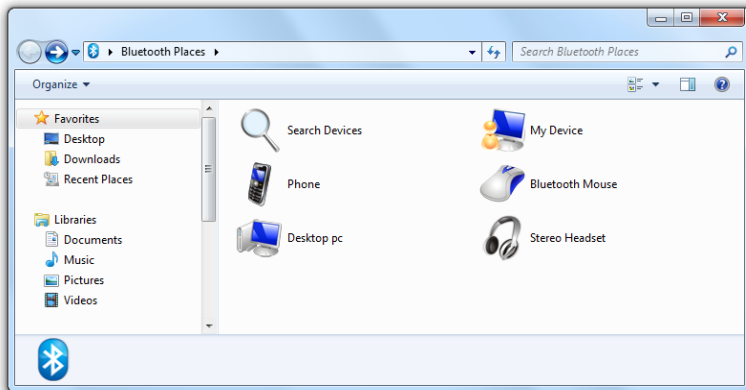 Bluetooth Places
Search Bluetooth Places
Organize
Favorites
Desktop
Downloads
Recent Places
Libraries
Documents
Music
Pictures
Videos
Search Devices
My Device
Phone
Bluetooth Mouse
Desktop pc
Stereo Headset